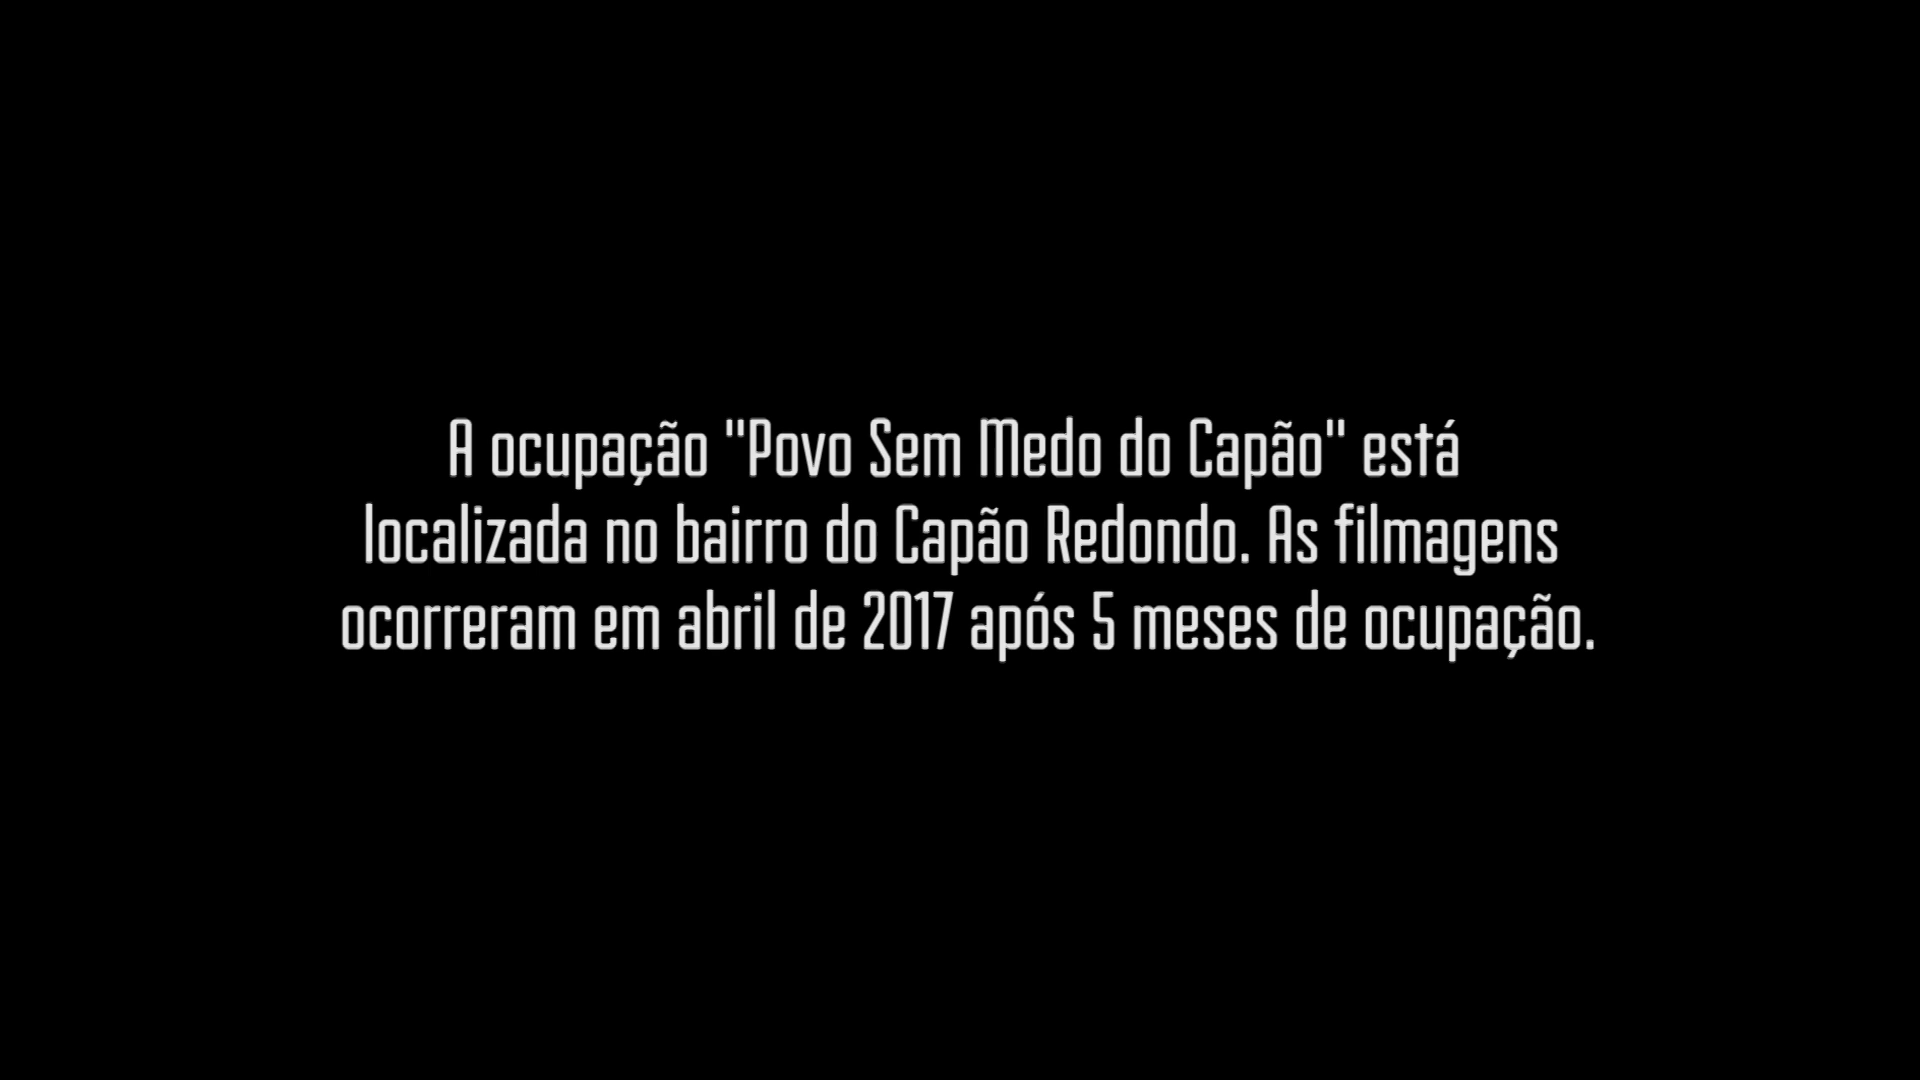 A ocupação "Povo Sem Medo do Capão" está
localizada no bairro do Capão Redondo. As filmagens
ocorreram em abril de 2017 após 5 meses de ocupação.